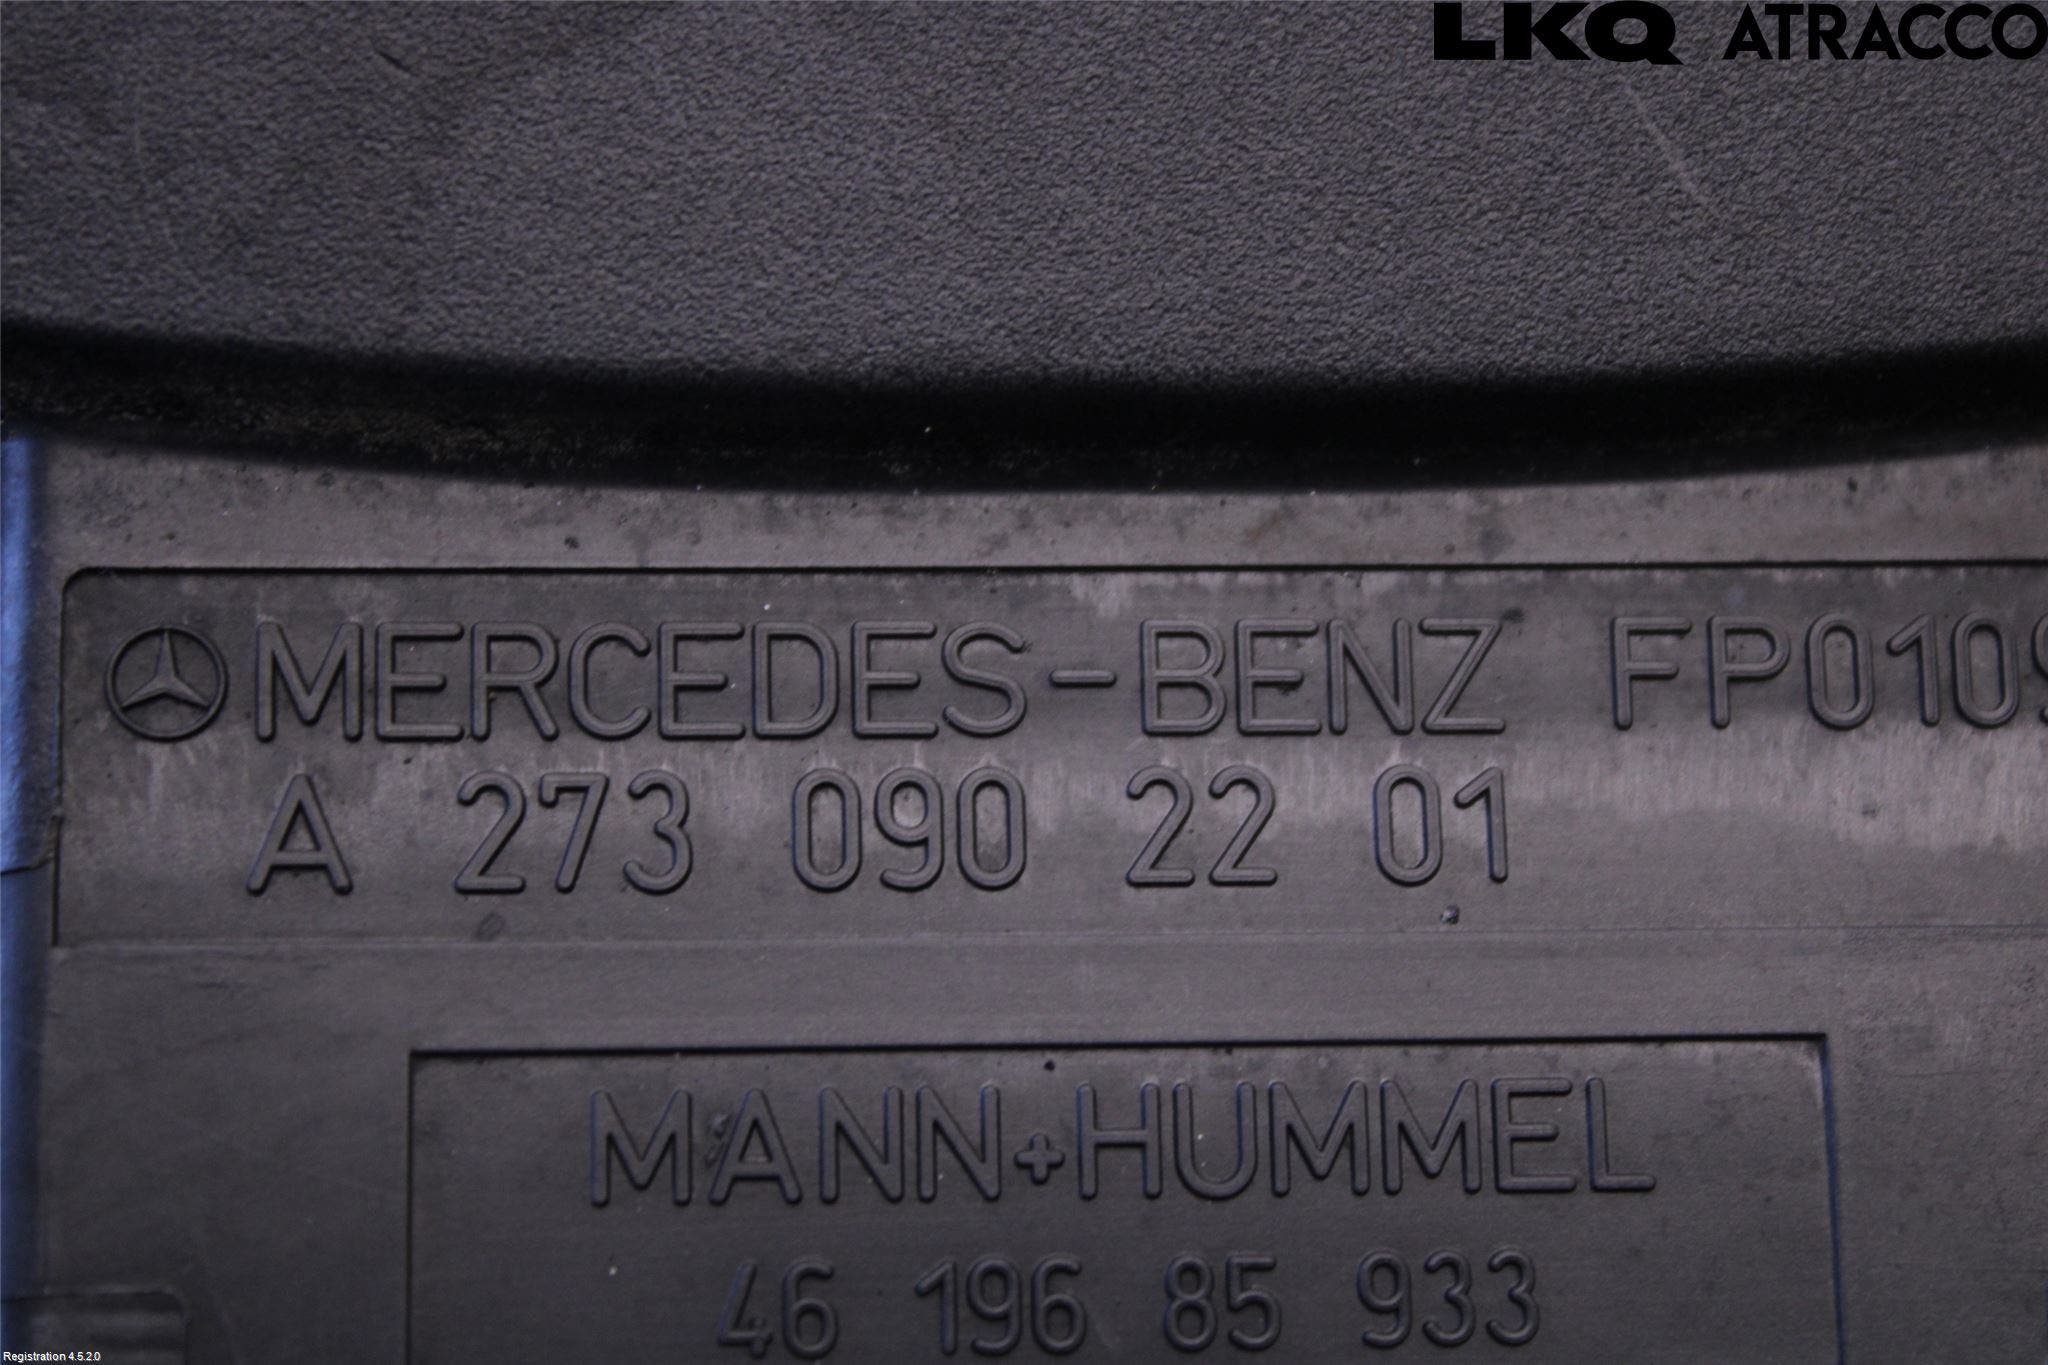 LKQ ATRACCO
MERCEDES-BENZ FP0109
A 273 090 22 01
MANN+HUMMEL
46 196 85 933
Registration 4.5.2.0